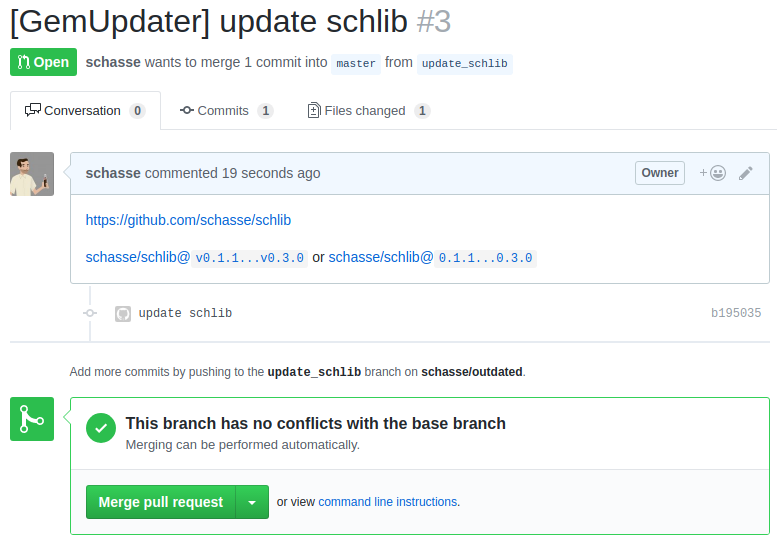 [GemUpdater] update schlib #3
Open schasse wants to merge 1 commit into master from update_schlib
Conversation 0 Commits 1 Files changed 1
schasse commented 19 seconds ago Owner +
https://github.com/schasse/schlib
schasse/schlib@ v0.1.1...v0.3.0 or schasse/schlib@ 0.1.1...0.3.0
update schlib b195035
Add more commits by pushing to the update_schlib branch on schasse/outdated.
This branch has no conflicts with the base branch
Merging can be performed automatically.
Merge pull request or view command line instructions.